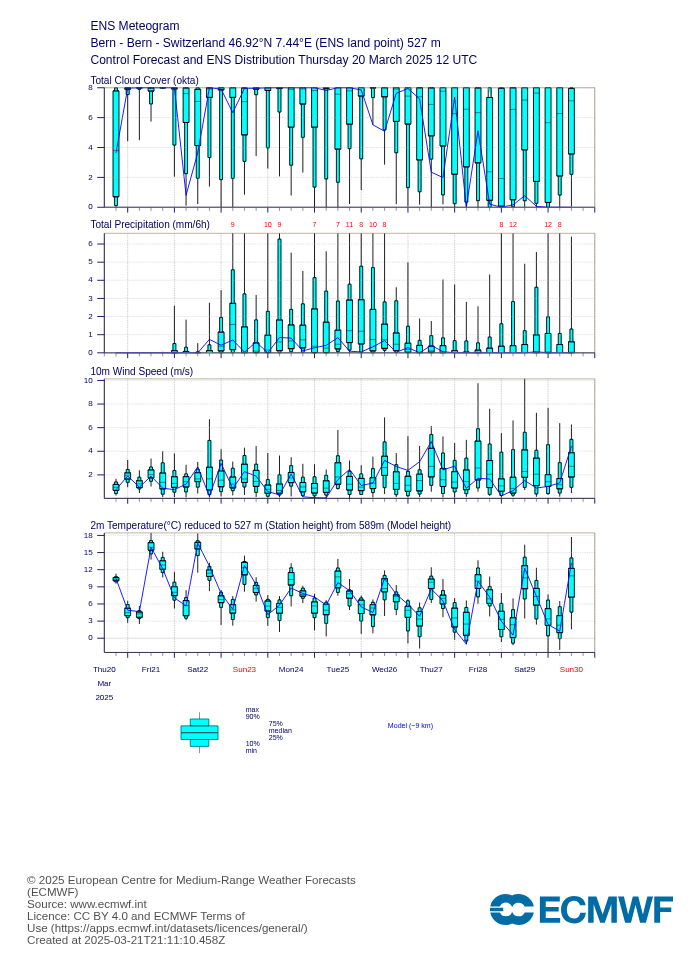 ENS Meteogram
Bern - Bern - Switzerland 46.92°N 7.44°E (ENS land point) 527 m
Control Forecast and ENS Distribution Thursday 20 March 2025 12 UTC
Total Cloud Cover (okta)
8
6
4
2
0
Total Precipitation (mm/6h)
9 10 9 7 7 11 8 10 8 8 12 12 8
6
5
4
3
2
1
0
10m Wind Speed (m/s)
10
8
6
4
2
2m Temperature(°C) reduced to 527 m (Station height) from 589m (Model height)
18
15
12
9
6
3
0
Thu20 Fri21 Sat22 Sun23 Mon24 Tue25 Wed26 Thu27 Fri28 Sat29 Sun30
Mar
2025
max
90%
75%
median
25%
10%
min
Model (~9 km)
© 2025 European Centre for Medium-Range Weather Forecasts
(ECMWF)
Source: www.ecmwf.int
Licence: CC BY 4.0 and ECMWF Terms of
Use (https://apps.ecmwf.int/datasets/licences/general/)
Created at 2025-03-21T21:11:10.458Z
ECMWF